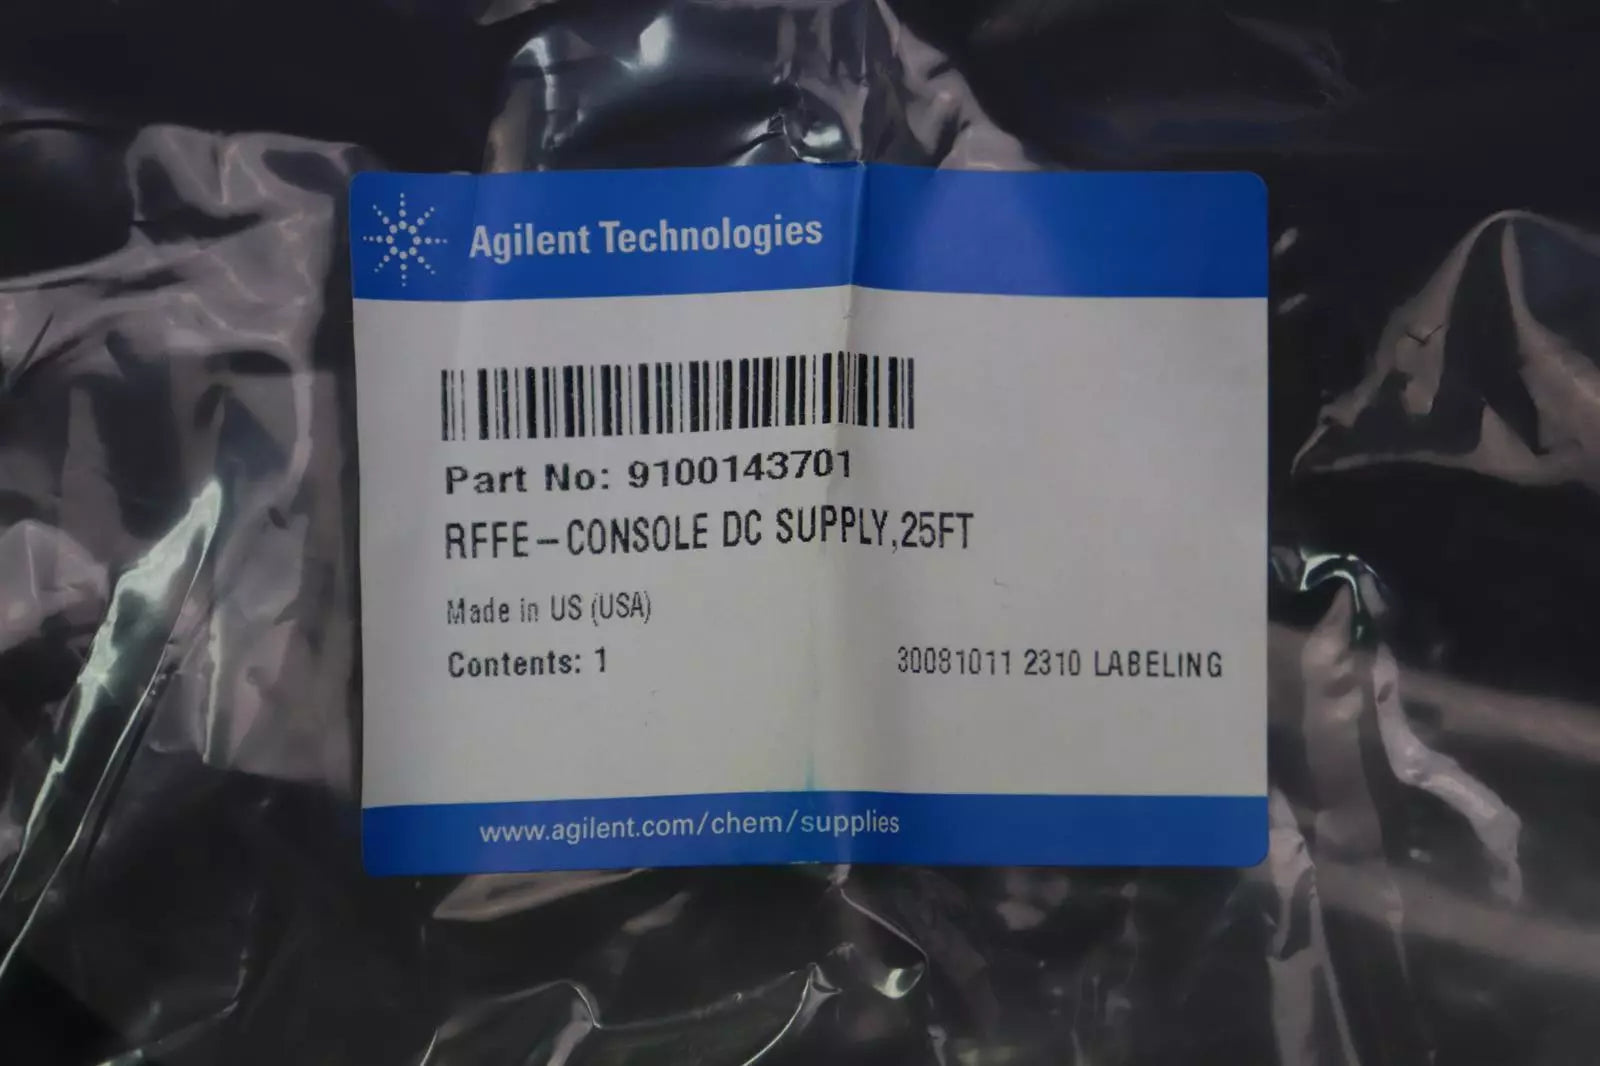 Agilent Technologies
Part No: 9100143701
RFFE-CONSOLE DC SUPPLY,25FT
Made in US (USA)
Contents: 1
30081011 2310 LABELING
www.agilent.com/chem/supplies